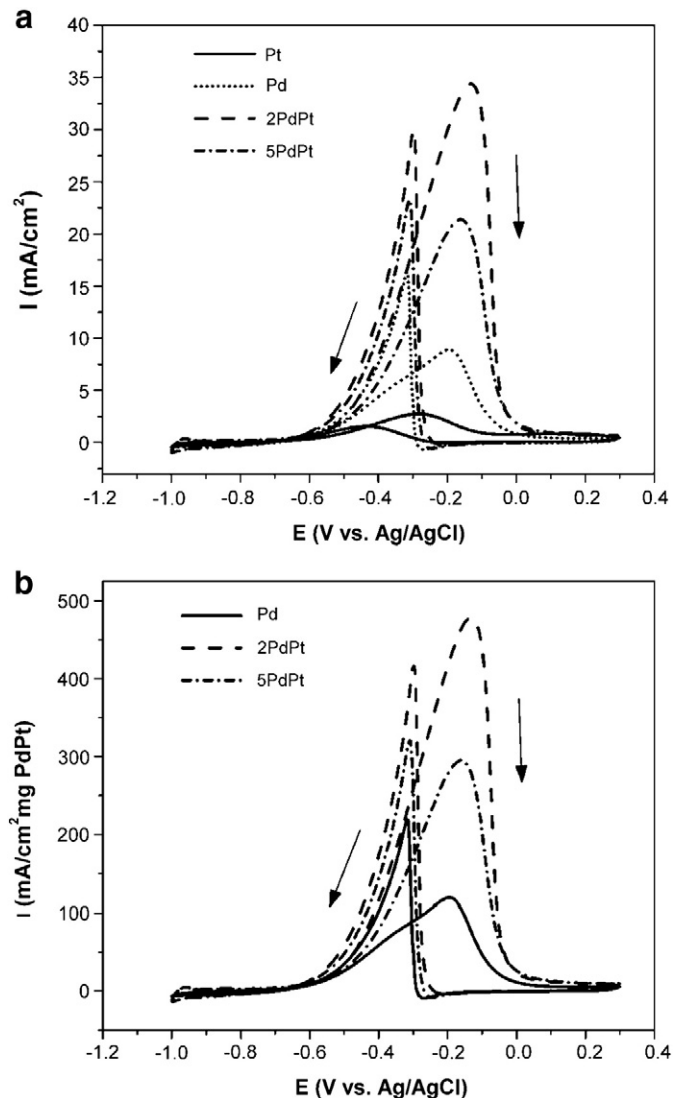 a
40
35
30
25
20
15
10
5
0
I (mA/cm²)
Pt
Pd
2PdPt
5PdPt
-1.2 -1.0 -0.8 -0.6 -0.4 -0.2 0.0 0.2 0.4
E (V vs. Ag/AgCl)
b
500
400
300
200
100
0
I (mA/cm²mg PdPt)
Pd
2PdPt
5PdPt
-1.2 -1.0 -0.8 -0.6 -0.4 -0.2 0.0 0.2 0.4
E (V vs. Ag/AgCl)